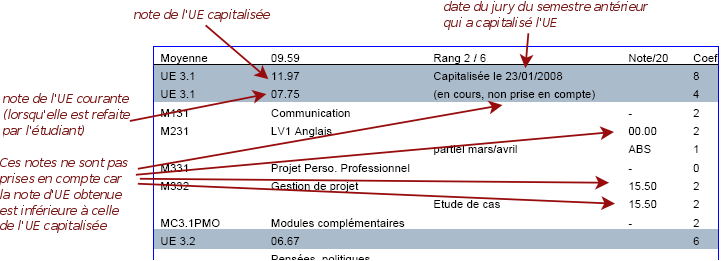 note de l'UE capitalisée
date du jury du semestre antérieur
qui a capitalisé l'UE
Moyenne 09.59 Rang 2 / 6 Note/20 Coef
UE 3.1 11.97 Capitalisée le 23/01/2008 8
UE 3.1 07.75 (en cours, non prise en compte) 4
note de l'UE courante
(lorsqu'elle est refaite
par l'étudiant)
M131 Communication - 2
M231 LV1 Anglais 00.00 2
partiel mars/avril ABS 1
Ces notes ne sont pas
prises en compte car
la note d'UE obtenue
est inférieure à celle
de l'UE capitalisée
M331 Projet Perso. Professionnel - 0
M332 Gestion de projet 15.50 2
Etude de cas 15.50 2
MC3.1PMO Modules complémentaires - 2
UE 3.2 06.67 6
Pensées, politiques